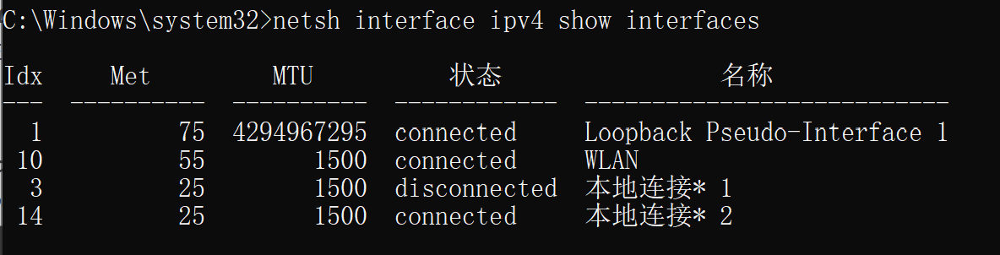 C:\Windows\system32>netsh interface ipv4 show interfaces
Idx     Met         MTU          状态                名称
---  ----------  ----------  ------------  ---------------------------
  1          75  4294967295  connected     Loopback Pseudo-Interface 1
 10          55        1500  connected     WLAN
  3          25        1500  disconnected  本地连接* 1
 14          25        1500  connected     本地连接* 2